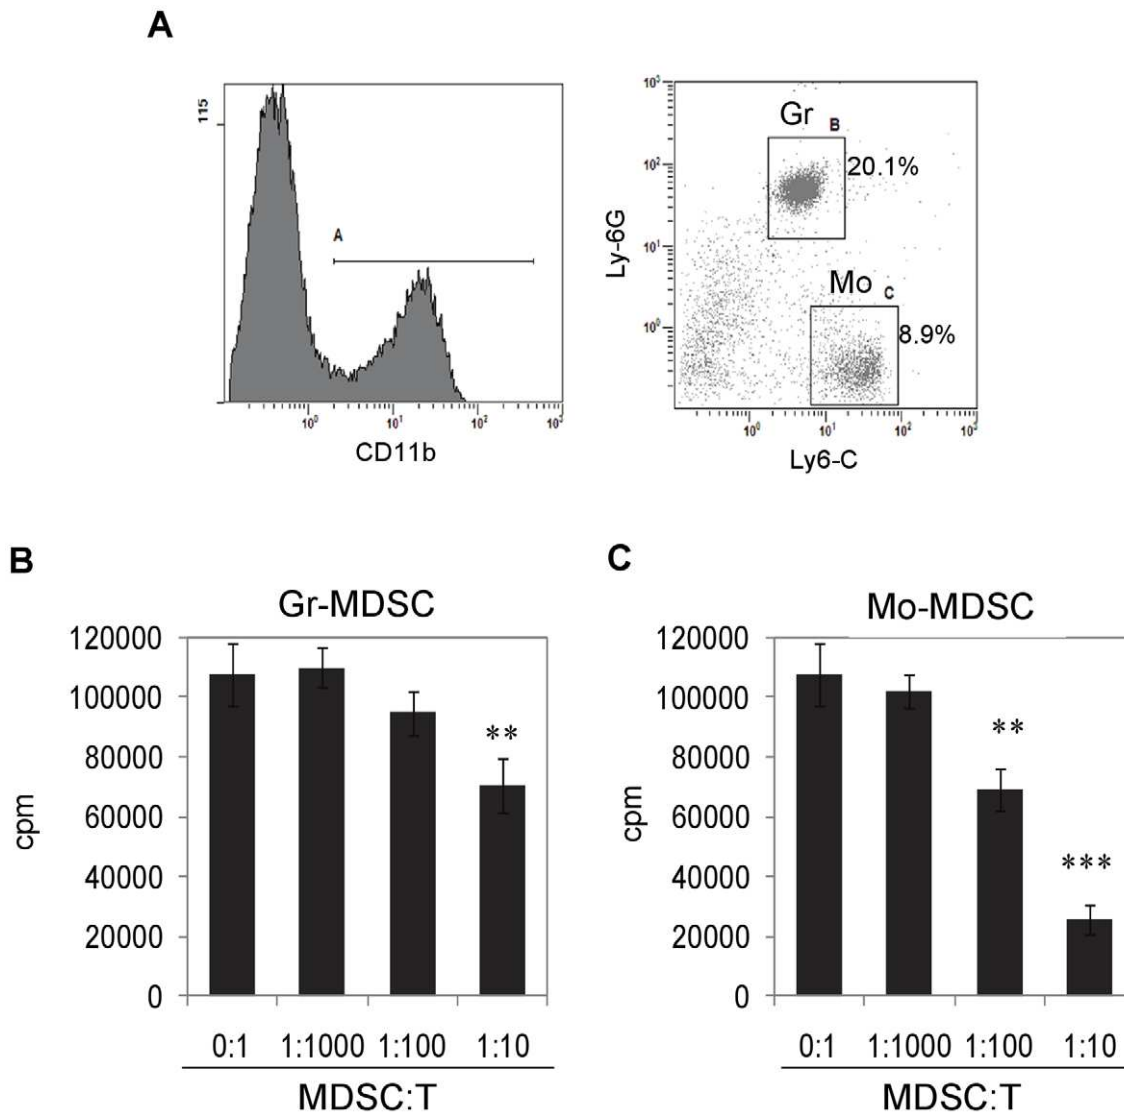 A
115
A
10⁰ 10¹ 10² 10³
CD11b
10³
10²
10¹
10⁰
Ly-6G
Gr B
20.1%
Mo C
8.9%
10⁰ 10¹ 10² 10³
Ly6-C
B
Gr-MDSC
120000
100000
80000
60000
40000
20000
0
cpm
**
0:1 1:1000 1:100 1:10
MDSC:T
C
Mo-MDSC
120000
100000
80000
60000
40000
20000
0
cpm
**
***
0:1 1:1000 1:100 1:10
MDSC:T